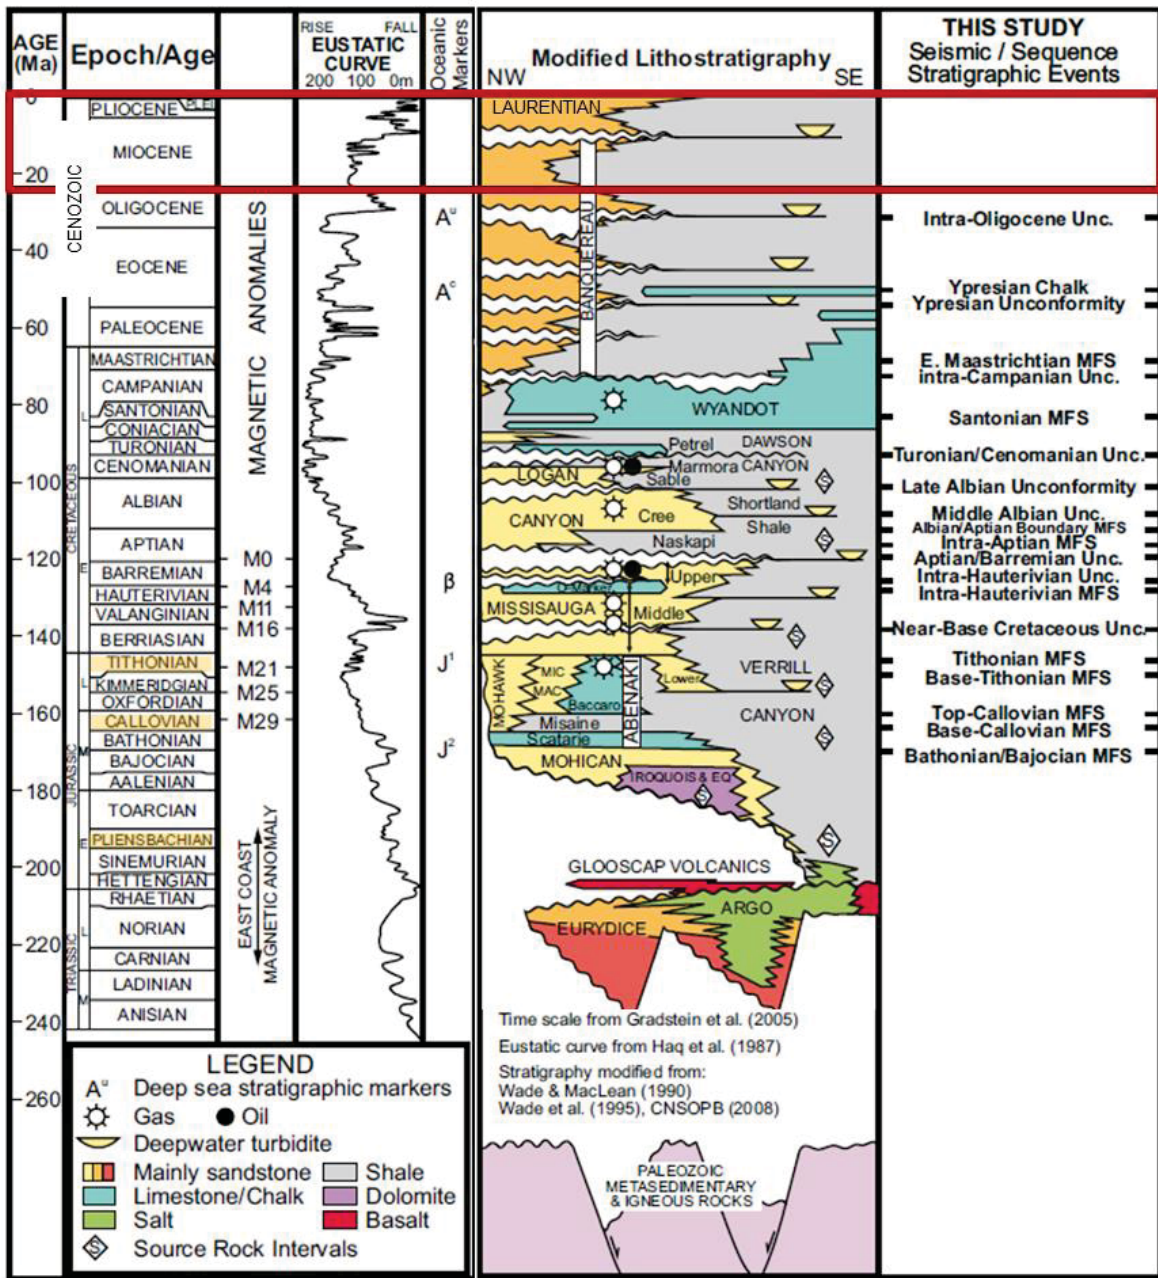 AGE
(Ma)
Epoch/Age
RISE FALL
EUSTATIC
CURVE
200 100 0m
Oceanic
Markers
Modified Lithostratigraphy
NW SE
THIS STUDY
Seismic / Sequence
Stratigraphic Events
0
20
40
60
80
100
120
140
160
180
200
220
240
260
CENOZOIC
CRETACEOUS
L
E
JURASSIC
L
M
E
TRIASSIC
L
M
PLEI
PLIOCENE
MIOCENE
OLIGOCENE
EOCENE
PALEOCENE
MAASTRICHTIAN
CAMPANIAN
SANTONIAN
CONIACIAN
TURONIAN
CENOMANIAN
ALBIAN
APTIAN
BARREMIAN
HAUTERIVIAN
VALANGINIAN
BERRIASIAN
TITHONIAN
KIMMERIDGIAN
OXFORDIAN
CALLOVIAN
BATHONIAN
BAJOCIAN
AALENIAN
TOARCIAN
PLIENSBACHIAN
SINEMURIAN
HETTENGIAN
RHAETIAN
NORIAN
CARNIAN
LADINIAN
ANISIAN
MAGNETIC ANOMALIES
M0
M4
M11
M16
M21
M25
M29
EAST COAST
MAGNETIC ANOMALY
Aᵘ
Aᶜ
β
J¹
J²
LAURENTIAN
BANQUEREAU
WYANDOT
Petrel
DAWSON
Marmora
CANYON
LOGAN
Sable
Shortland
CANYON
Cree
Shale
Naskapi
Upper
MISSISAUGA
Middle
MOHAWK
MIC
MAC
Baccaro
ABENAKI
Lower
VERRILL
Misaine
CANYON
Scatarie
MOHICAN
IROQUOIS & EQ
GLOOSCAP VOLCANICS
ARGO
EURYDICE
S
S
S
S
S
S
S
Intra-Oligocene Unc.
Ypresian Chalk
Ypresian Unconformity
E. Maastrichtian MFS
intra-Campanian Unc.
Santonian MFS
Turonian/Cenomanian Unc.
Late Albian Unconformity
Middle Albian Unc.
Albian/Aptian Boundary MFS
Intra-Aptian MFS
Aptian/Barremian Unc.
Intra-Hauterivian Unc.
Intra-Hauterivian MFS
Near-Base Cretaceous Unc.
Tithonian MFS
Base-Tithonian MFS
Top-Callovian MFS
Base-Callovian MFS
Bathonian/Bajocian MFS
Time scale from Gradstein et al. (2005)
Eustatic curve from Haq et al. (1987)
Stratigraphy modified from:
Wade & MacLean (1990)
Wade et al. (1995), CNSOPB (2008)
PALEOZOIC
METASEDIMENTARY
& IGNEOUS ROCKS
LEGEND
Aᵘ Deep sea stratigraphic markers
Gas Oil
Deepwater turbidite
Mainly sandstone Shale
Limestone/Chalk Dolomite
Salt Basalt
S Source Rock Intervals